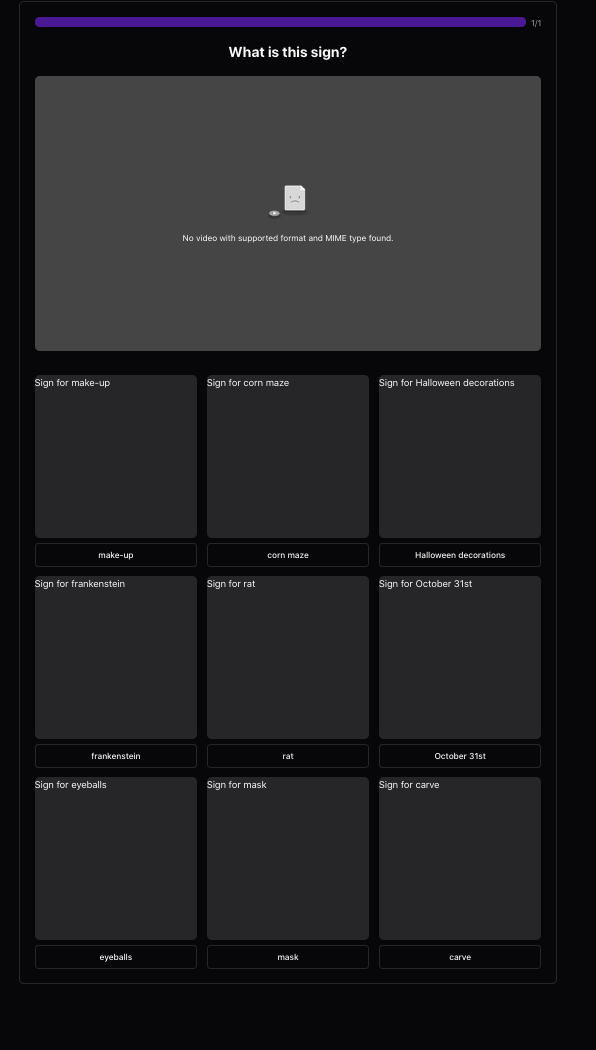 1/1
What is this sign?
No video with supported format and MIME type found.
Sign for make-up
Sign for corn maze
Sign for Halloween decorations
make-up
corn maze
Halloween decorations
Sign for frankenstein
Sign for rat
Sign for October 31st
frankenstein
rat
October 31st
Sign for eyeballs
Sign for mask
Sign for carve
eyeballs
mask
carve